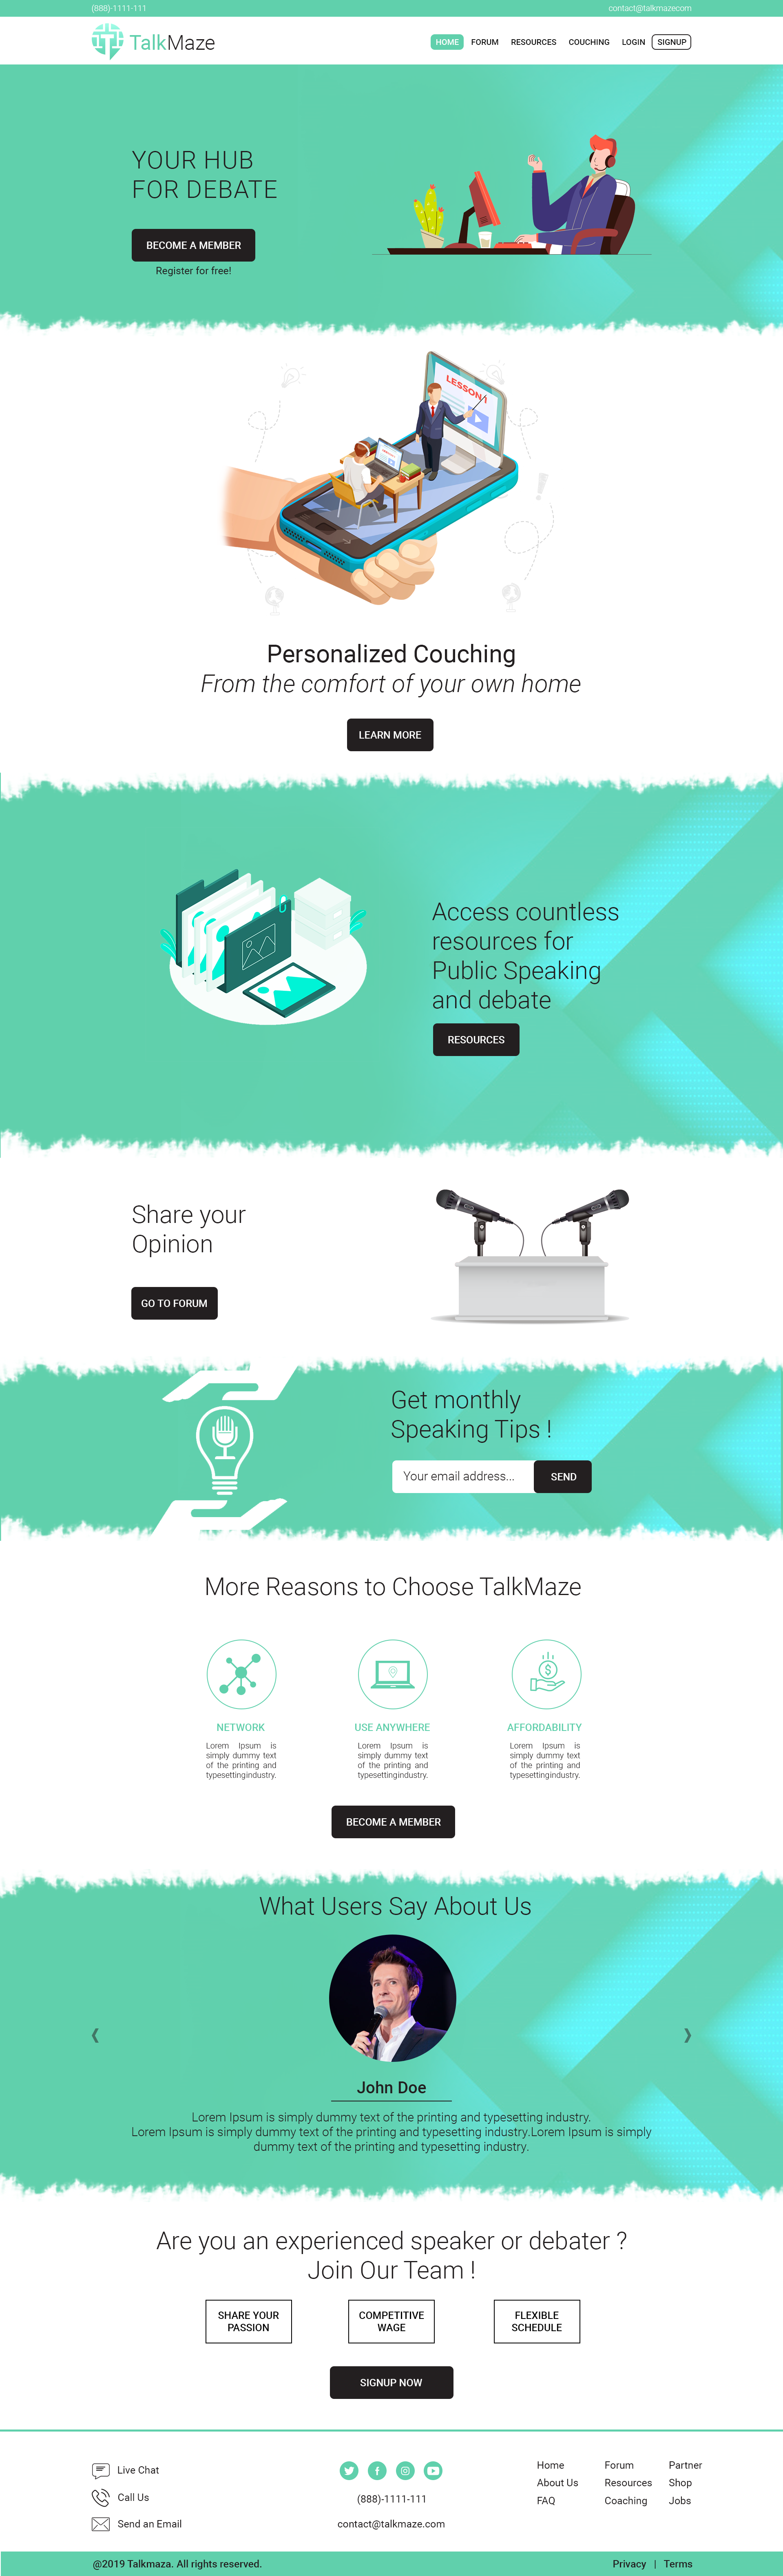 (888)-1111-111
contact@talkmazecom
TalkMaze
HOME
FORUM
RESOURCES
COUCHING
LOGIN
SIGNUP
YOUR HUB
FOR DEBATE
BECOME A MEMBER
Register for free!
LESSON 1
Personalized Couching
From the comfort of your own home
LEARN MORE
Access countless
resources for
Public Speaking
and debate
RESOURCES
Share your
Opinion
GO TO FORUM
Get monthly
Speaking Tips !
Your email address...
SEND
More Reasons to Choose TalkMaze
NETWORK
Lorem Ipsum is
simply dummy text
of the printing and
typesettingindustry.
USE ANYWHERE
Lorem Ipsum is
simply dummy text
of the printing and
typesettingindustry.
AFFORDABILITY
Lorem Ipsum is
simply dummy text
of the printing and
typesettingindustry.
BECOME A MEMBER
What Users Say About Us
John Doe
Lorem Ipsum is simply dummy text of the printing and typesetting industry.
Lorem Ipsum is simply dummy text of the printing and typesetting industry.Lorem Ipsum is simply
dummy text of the printing and typesetting industry.
Are you an experienced speaker or debater ?
Join Our Team !
SHARE YOUR
PASSION
COMPETITIVE
WAGE
FLEXIBLE
SCHEDULE
SIGNUP NOW
Live Chat
Call Us
Send an Email
(888)-1111-111
contact@talkmaze.com
Home
About Us
FAQ
Forum
Resources
Coaching
Partner
Shop
Jobs
@2019 Talkmaza. All rights reserved.
Privacy | Terms